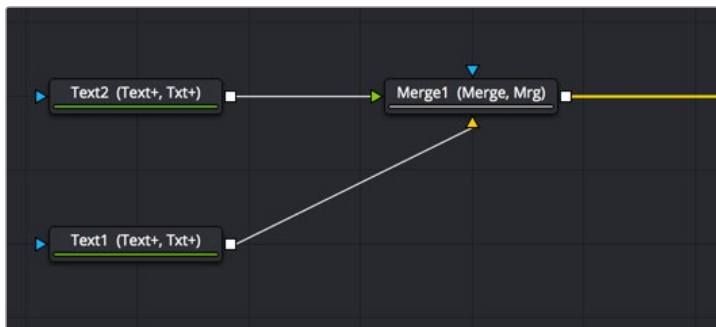 Text2 (Text+, Txt+)
Merge1 (Merge, Mrg)
Text1 (Text+, Txt+)